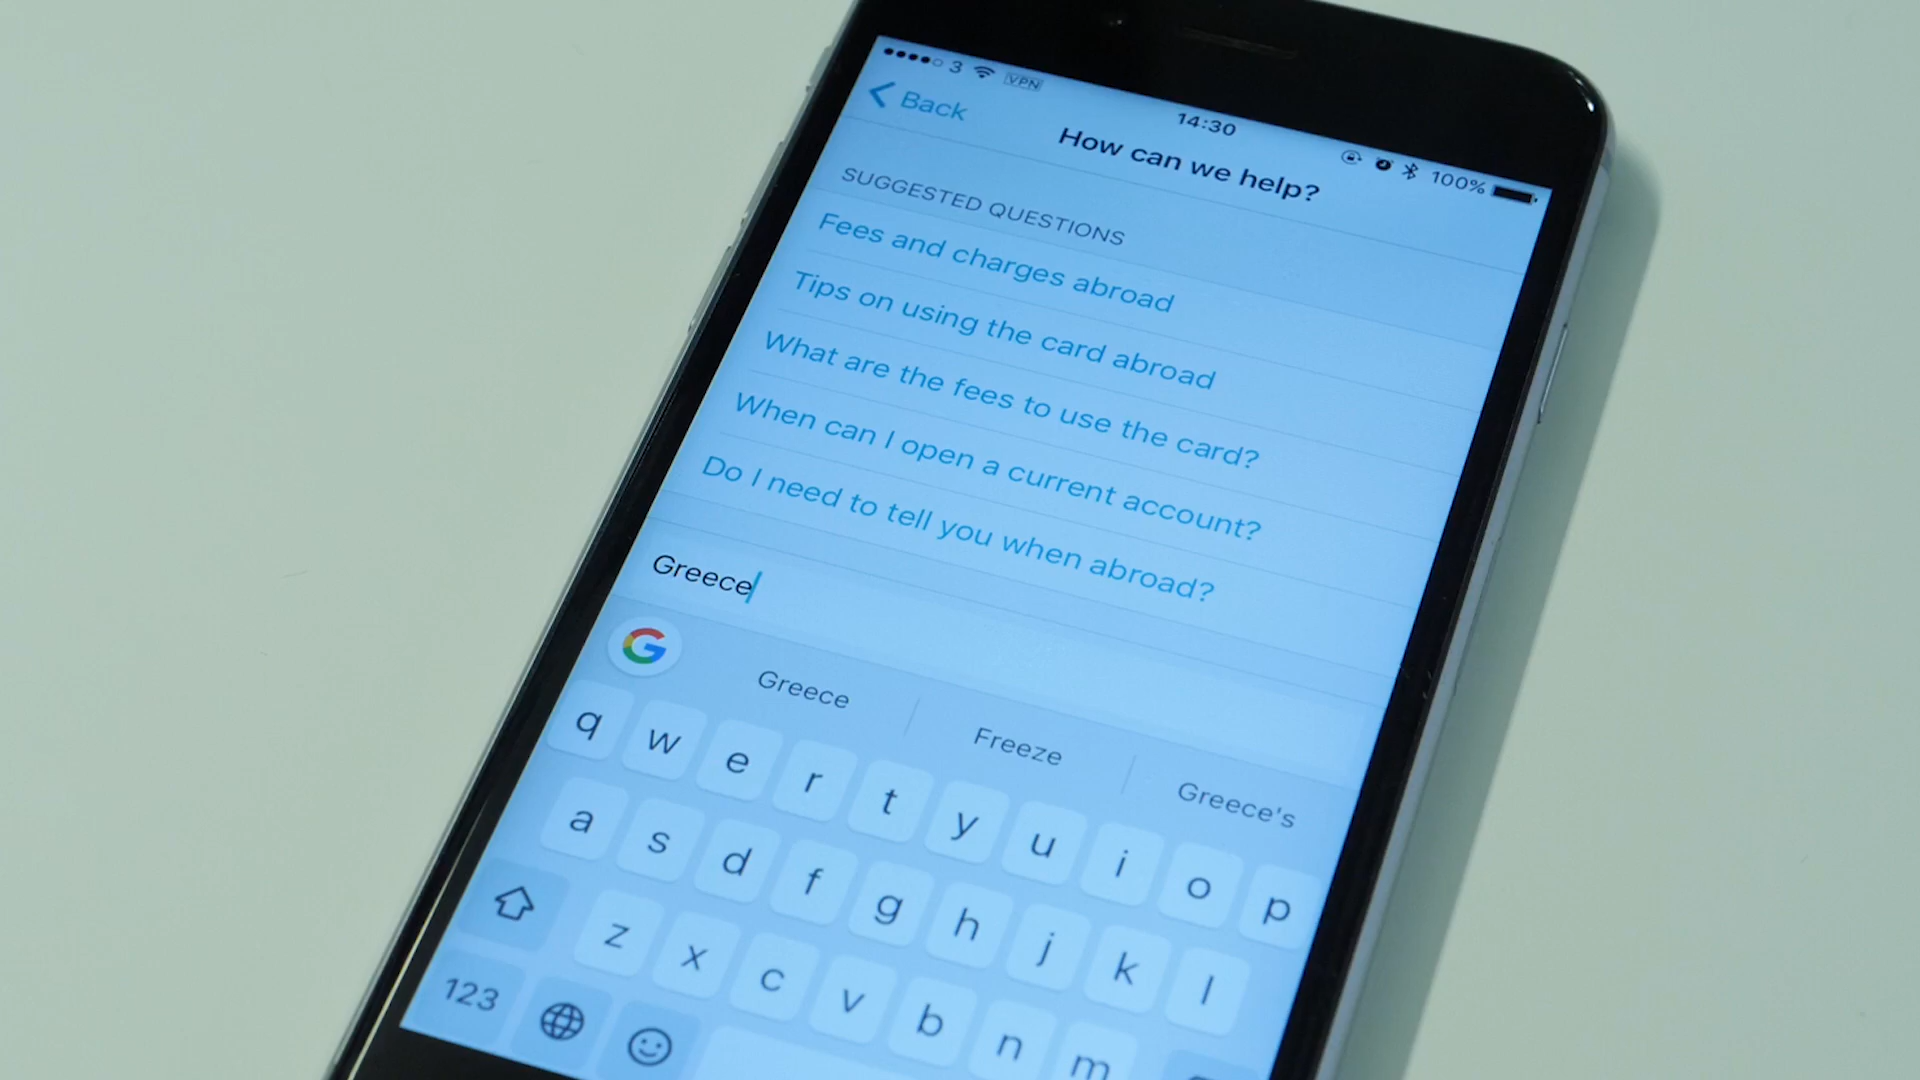 3 VPN 14:30 100%
Back
How can we help?
SUGGESTED QUESTIONS
Fees and charges abroad
Tips on using the card abroad
What are the fees to use the card?
When can I open a current account?
Do I need to tell you when abroad?
Greece
G
Greece Freeze Greece's
q w e r t y u i o p
a s d f g h j k l
z x c v b n m
123